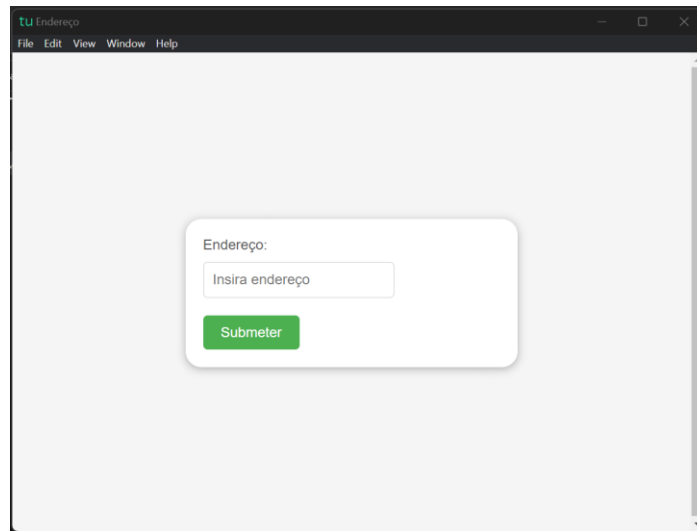 tu Endereço
File Edit View Window Help
Endereço:
Insira endereço
Submeter